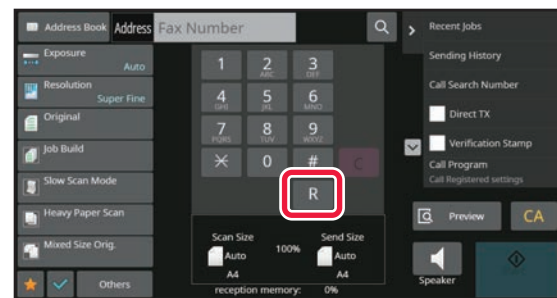 Address Book
Address
Fax Number
Exposure
Auto
Resolution
Super Fine
Original
Job Build
Slow Scan Mode
Heavy Paper Scan
Mixed Size Orig.
Others
1
2
ABC
3
DEF
4
GHI
5
JKL
6
MNO
7
PQRS
8
TUV
9
WXYZ
0
#
C
R
Scan Size
Auto
A4
100%
Send Size
Auto
A4
reception memory: 0%
Recent Jobs
Sending History
Call Search Number
Direct TX
Verification Stamp
Call Program
Call Registered settings
Preview
CA
Speaker